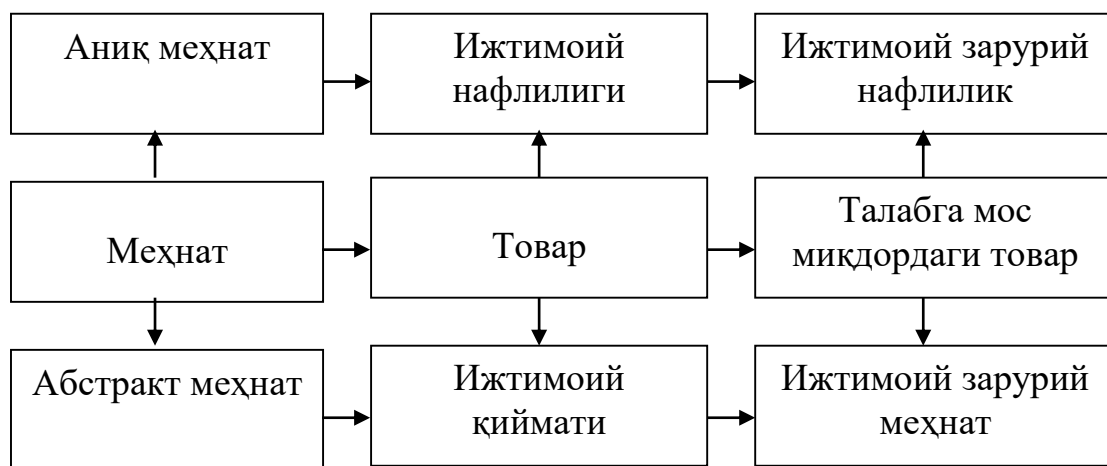 Аниқ меҳнат
Ижтимоий
нафлилиги
Ижтимоий зарурий
нафлилик
Меҳнат
Товар
Талабга мос
миқдордаги товар
Абстракт меҳнат
Ижтимоий
қиймати
Ижтимоий зарурий
меҳнат